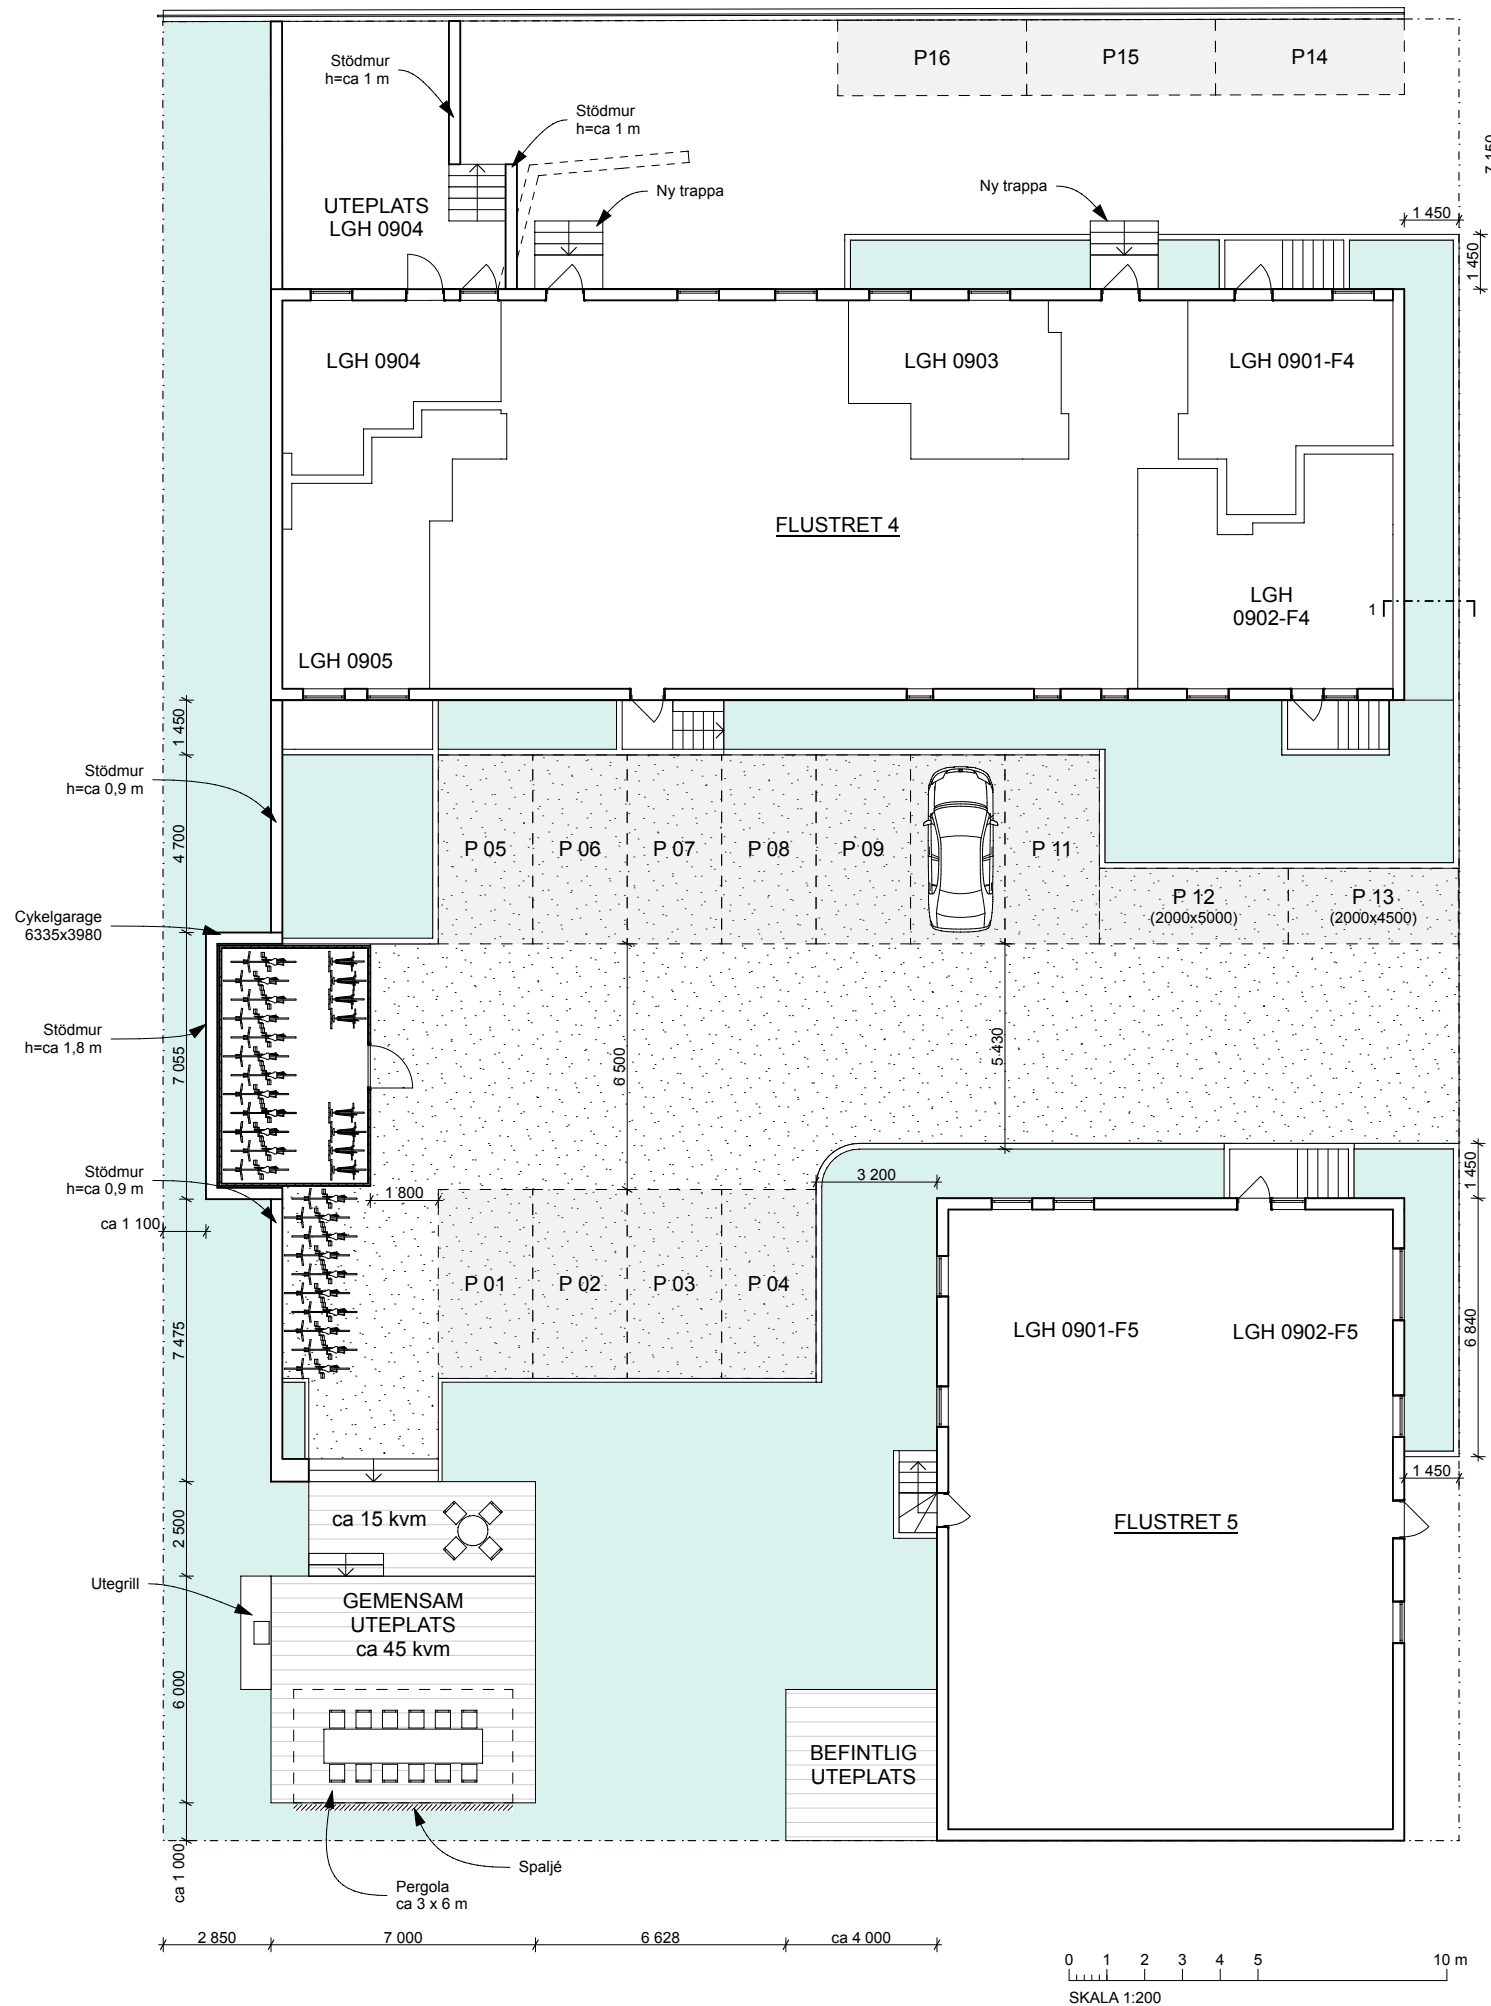 P16
P15
P14
Stödmur
h=ca 1 m
Stödmur
h=ca 1 m
7 150
Ny trappa
Ny trappa
UTEPLATS
LGH 0904
1 450
1 450
LGH 0904
LGH 0903
LGH 0901-F4
FLUSTRET 4
LGH
0902-F4
1
LGH 0905
1 450
Stödmur
h=ca 0,9 m
4 700
P 05
P 06
P 07
P 08
P 09
P 11
P 12
(2000x5000)
P 13
(2000x4500)
Cykelgarage
6335x3980
Stödmur
h=ca 1,8 m
7 055
6 500
5 430
Stödmur
h=ca 0,9 m
1 800
3 200
1 450
ca 1 100
P 01
P 02
P 03
P 04
7 475
LGH 0901-F5
LGH 0902-F5
6 840
1 450
2 500
ca 15 kvm
FLUSTRET 5
Utegrill
GEMENSAM
UTEPLATS
ca 45 kvm
6 000
BEFINTLIG
UTEPLATS
ca 1 000
Spaljé
Pergola
ca 3 x 6 m
2 850
7 000
6 628
ca 4 000
0 1 2 3 4 5 10 m
SKALA 1:200